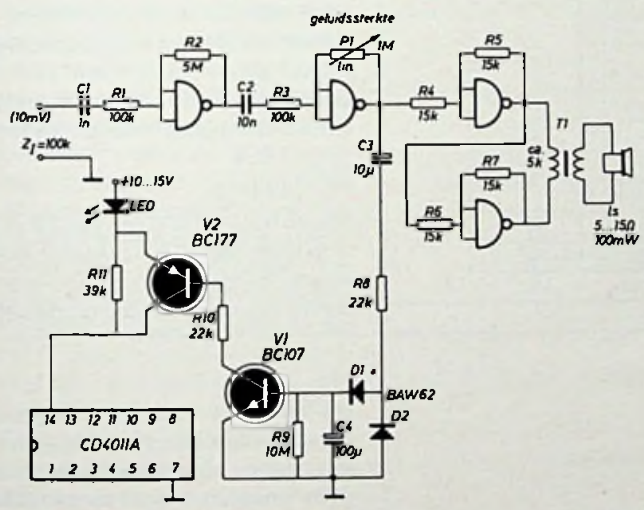 geluidssterkte
P1
1M
lin
R2
5M
R5
15k
C1
1n
R1
100k
C2
10n
R3
100k
R4
15k
(10mV)
C3
10µ
T1
ca.
5k
R7
15k
R6
15k
ls
5...15Ω
100mW
Zi=100k
+10...15V
LED
V2
BC177
R11
39k
R10
22k
R8
22k
V1
BC107
D1
BAW62
D2
R9
10M
C4
100µ
14 13 12 11 10 9 8
CD4011A
1 2 3 4 5 6 7